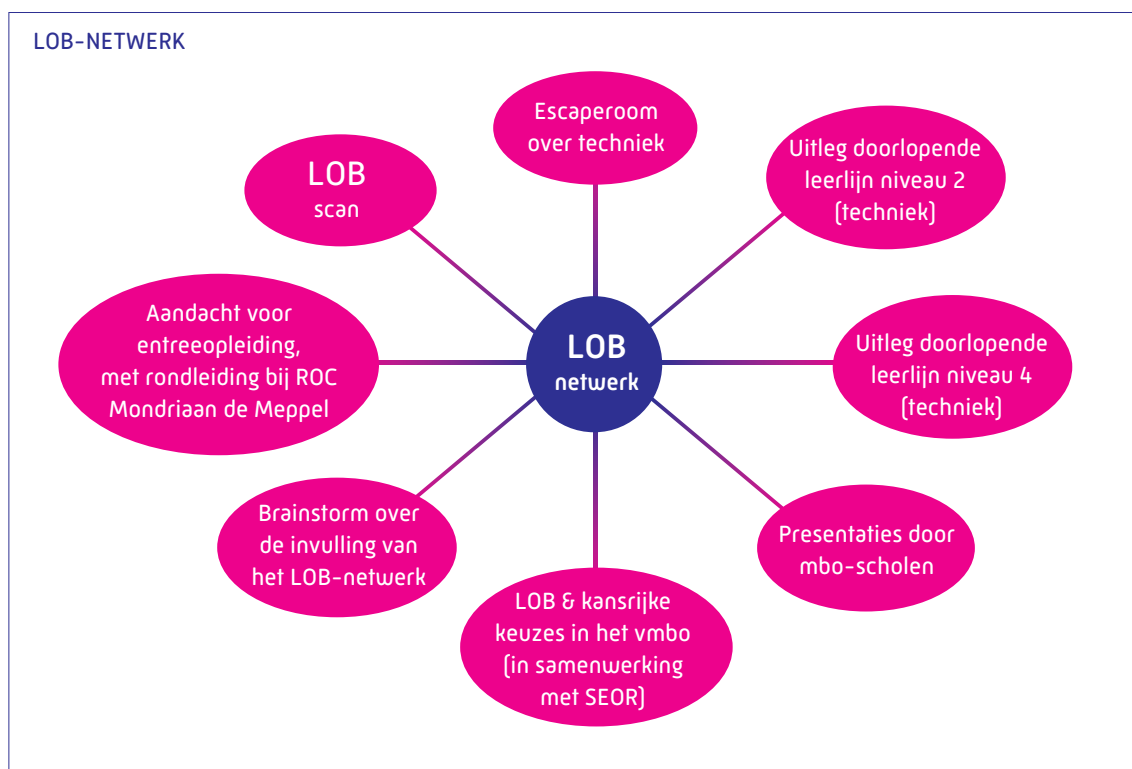 LOB-NETWERK
Escaperoom
over techniek
Uitleg doorlopende
leerlijn niveau 2
(techniek)
LOB
scan
Aandacht voor
entreeopleiding,
met rondleiding bij ROC
Mondriaan de Meppel
LOB
netwerk
Uitleg doorlopende
leerlijn niveau 4
(techniek)
Brainstorm over
de invulling van
het LOB-netwerk
Presentaties door
mbo-scholen
LOB & kansrijke
keuzes in het vmbo
(in samenwerking
met SEOR)